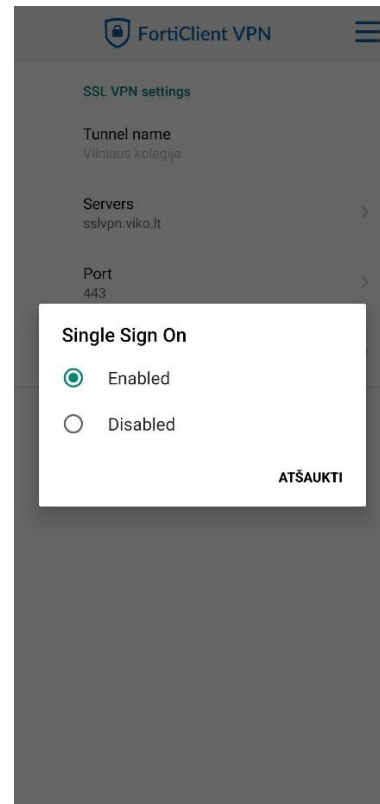 FortiClient VPN
SSL VPN settings
Tunnel name
Vilniaus kolegija
Servers
sslvpn.viko.lt
Port
443
Single Sign On
Enabled
Disabled
ATŠAUKTI